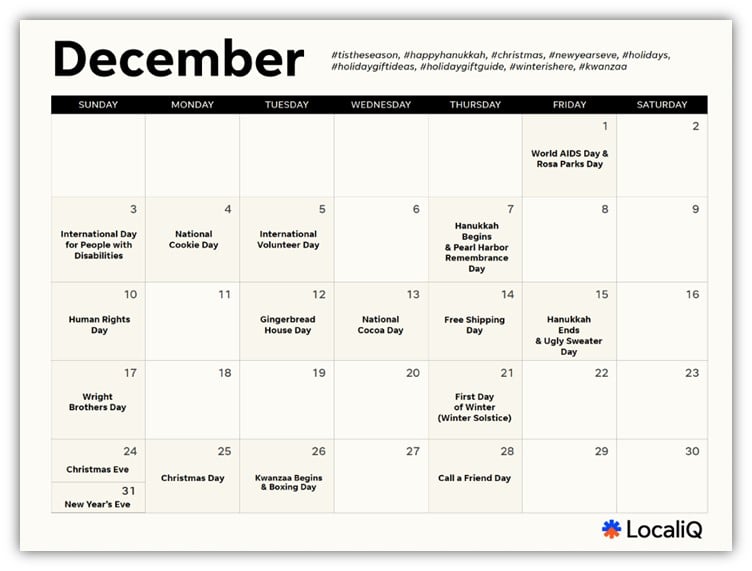 December
#tistheseason, #happyhanukkah, #christmas, #newyearseve, #holidays,
#holidaygiftideas, #holidaygiftguide, #winterishere, #kwanzaa
SUNDAY MONDAY TUESDAY WEDNESDAY THURSDAY FRIDAY SATURDAY
1 2
World AIDS Day &
Rosa Parks Day
3 4 5 6 7 8 9
International Day
for People with
Disabilities
National
Cookie Day
International
Volunteer Day
Hanukkah
Begins
& Pearl Harbor
Remembrance
Day
10 11 12 13 14 15 16
Human Rights
Day
Gingerbread
House Day
National
Cocoa Day
Free Shipping
Day
Hanukkah
Ends
& Ugly Sweater
Day
17 18 19 20 21 22 23
Wright
Brothers Day
First Day
of Winter
(Winter Solstice)
24 25 26 27 28 29 30
Christmas Eve
Christmas Day
Kwanzaa Begins
& Boxing Day
Call a Friend Day
31
New Year's Eve
LocaliQ